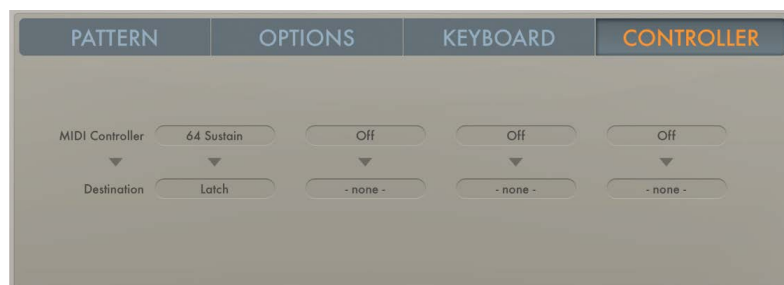 PATTERN OPTIONS KEYBOARD CONTROLLER
MIDI Controller 64 Sustain Off Off Off
Destination Latch - none - - none - - none -